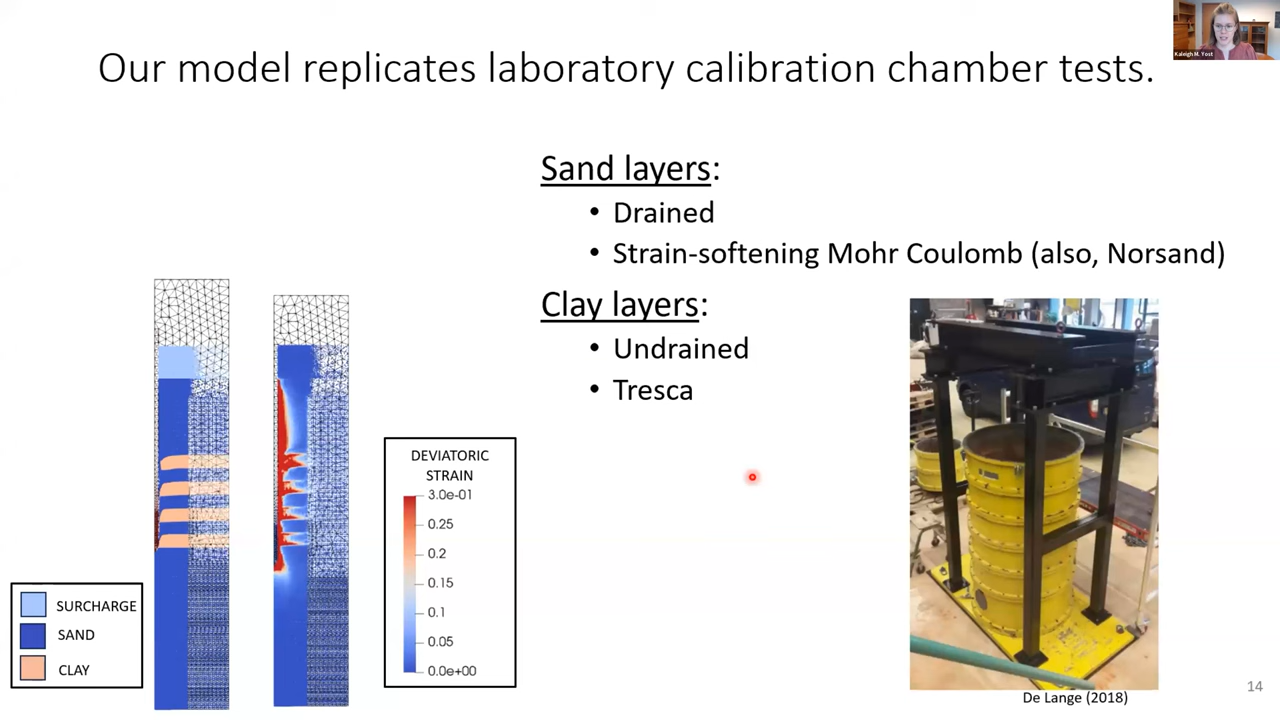 Our model replicates laboratory calibration chamber tests.
Kaleigh M. Yost
Sand layers:
• Drained
• Strain-softening Mohr Coulomb (also, Norsand)
Clay layers:
• Undrained
• Tresca
DEVIATORIC
STRAIN
3.0e-01
0.25
0.2
0.15
0.1
0.05
0.0e+00
SURCHARGE
SAND
CLAY
De Lange (2018)
14